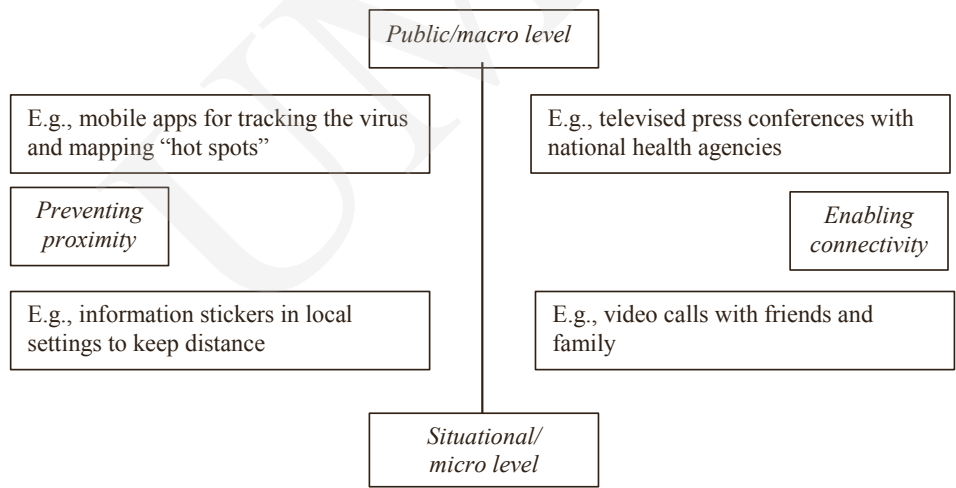 Public/macro level
E.g., mobile apps for tracking the virus
and mapping “hot spots”
E.g., televised press conferences with
national health agencies
Preventing
proximity
Enabling
connectivity
E.g., information stickers in local
settings to keep distance
E.g., video calls with friends and
family
Situational/
micro level